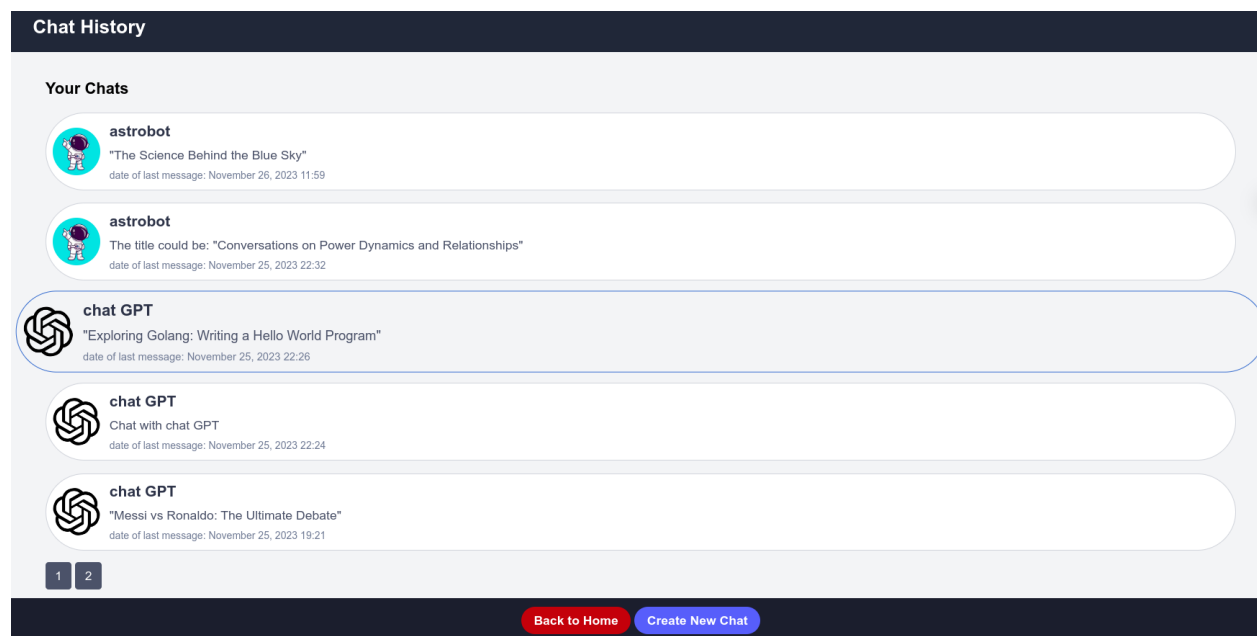 Chat History
Your Chats
astrobot
"The Science Behind the Blue Sky"
date of last message: November 26, 2023 11:59
astrobot
The title could be: "Conversations on Power Dynamics and Relationships"
date of last message: November 25, 2023 22:32
chat GPT
"Exploring Golang: Writing a Hello World Program"
date of last message: November 25, 2023 22:26
chat GPT
Chat with chat GPT
date of last message: November 25, 2023 22:24
chat GPT
"Messi vs Ronaldo: The Ultimate Debate"
date of last message: November 25, 2023 19:21
1 2
Back to Home Create New Chat